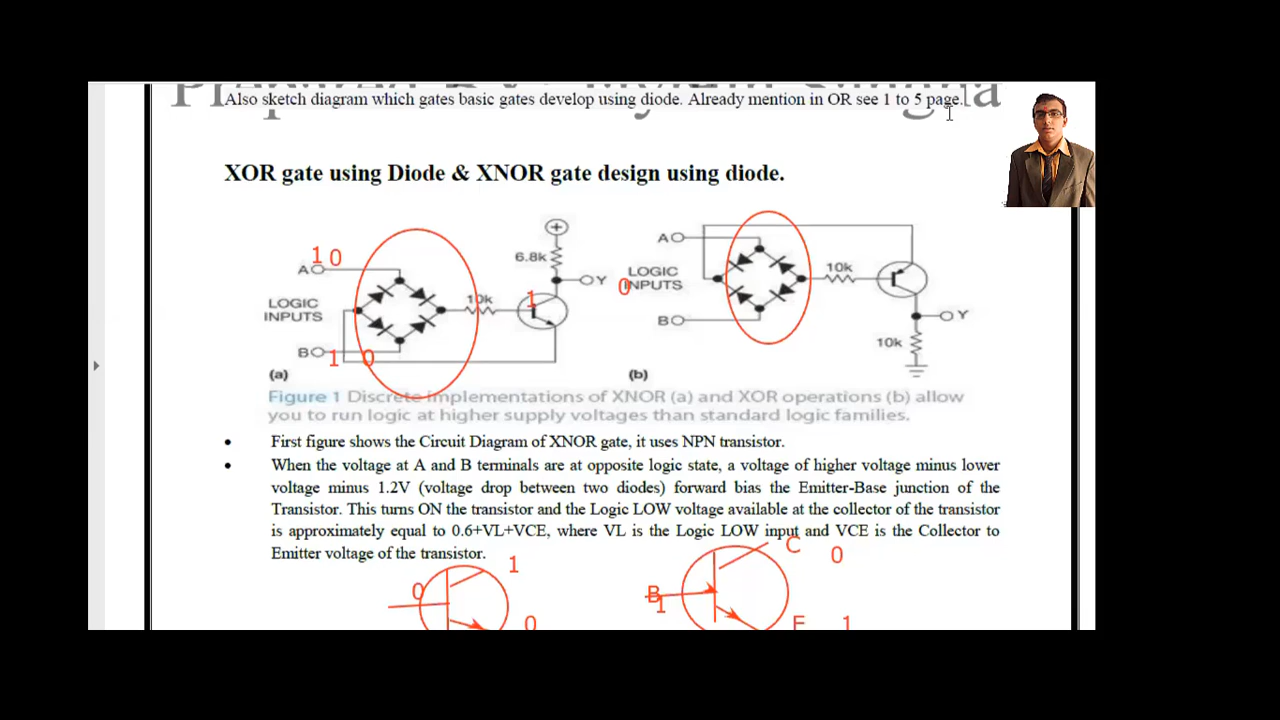 Also sketch diagram which gates basic gates develop using diode. Already mention in OR see 1 to 5 page.
XOR gate using Diode & XNOR gate design using diode.
1 0
AO
LOGIC
INPUTS
BO
1 0
6.8k
OY
10k
1
(a)
AO
LOGIC
INPUTS
0
BO
10k
OY
10k
(b)
Figure 1 Discrete implementations of XNOR (a) and XOR operations (b) allow
you to run logic at higher supply voltages than standard logic families.
• First figure shows the Circuit Diagram of XNOR gate, it uses NPN transistor.
• When the voltage at A and B terminals are at opposite logic state, a voltage of higher voltage minus lower
voltage minus 1.2V (voltage drop between two diodes) forward bias the Emitter-Base junction of the
Transistor. This turns ON the transistor and the Logic LOW voltage available at the collector of the transistor
is approximately equal to 0.6+VL+VCE, where VL is the Logic LOW input and VCE is the Collector to
Emitter voltage of the transistor.
0 1
0
B
1
C 0
E 1